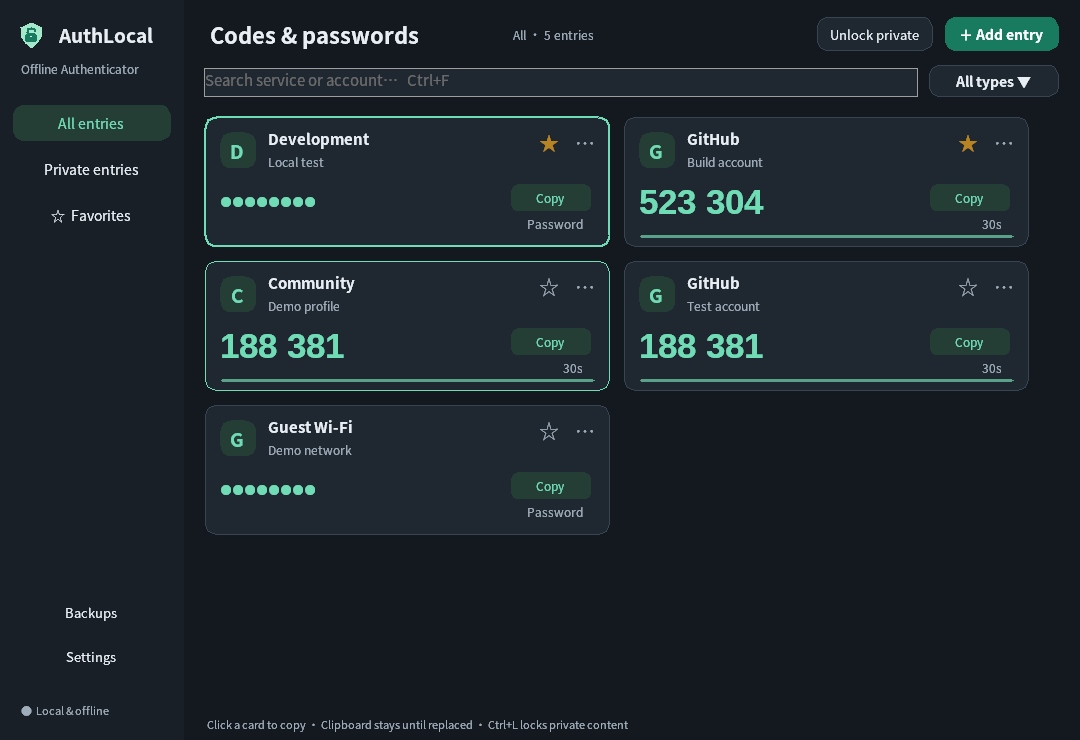 AuthLocal
Offline Authenticator
All entries
Private entries
☆ Favorites
Backups
Settings
Local & offline
Codes & passwords
All • 5 entries
Unlock private
+ Add entry
Search service or account⋯ Ctrl+F
All types ▼
D
Development
Local test
★ ⋯
●●●●●●●●
Copy
Password
G
GitHub
Build account
★ ⋯
523 304
Copy
30s
C
Community
Demo profile
☆ ⋯
188 381
Copy
30s
G
GitHub
Test account
☆ ⋯
188 381
Copy
30s
G
Guest Wi-Fi
Demo network
☆ ⋯
●●●●●●●●
Copy
Password
Click a card to copy • Clipboard stays until replaced • Ctrl+L locks private content